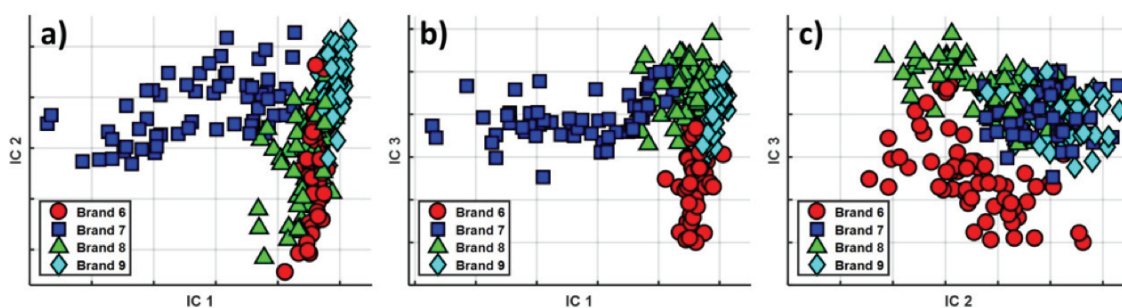 a)
IC 2
Brand 6
Brand 7
Brand 8
Brand 9
IC 1
b)
IC 3
Brand 6
Brand 7
Brand 8
Brand 9
IC 1
c)
IC 3
Brand 6
Brand 7
Brand 8
Brand 9
IC 2